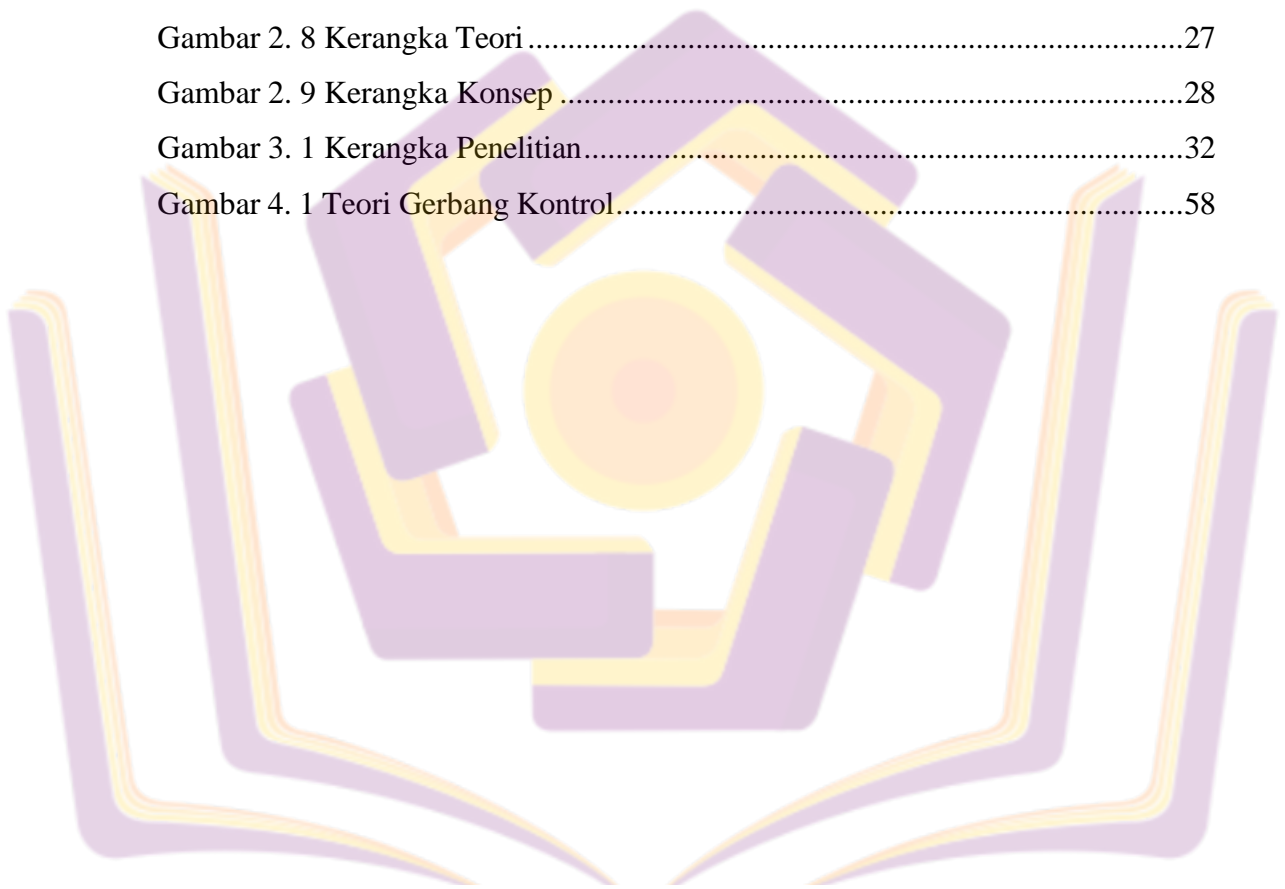 Gambar 2. 8 Kerangka Teori.................................................................................27
Gambar 2. 9 Kerangka Konsep .............................................................................28
Gambar 3. 1 Kerangka Penelitian..........................................................................32
Gambar 4. 1 Teori Gerbang Kontrol......................................................................58